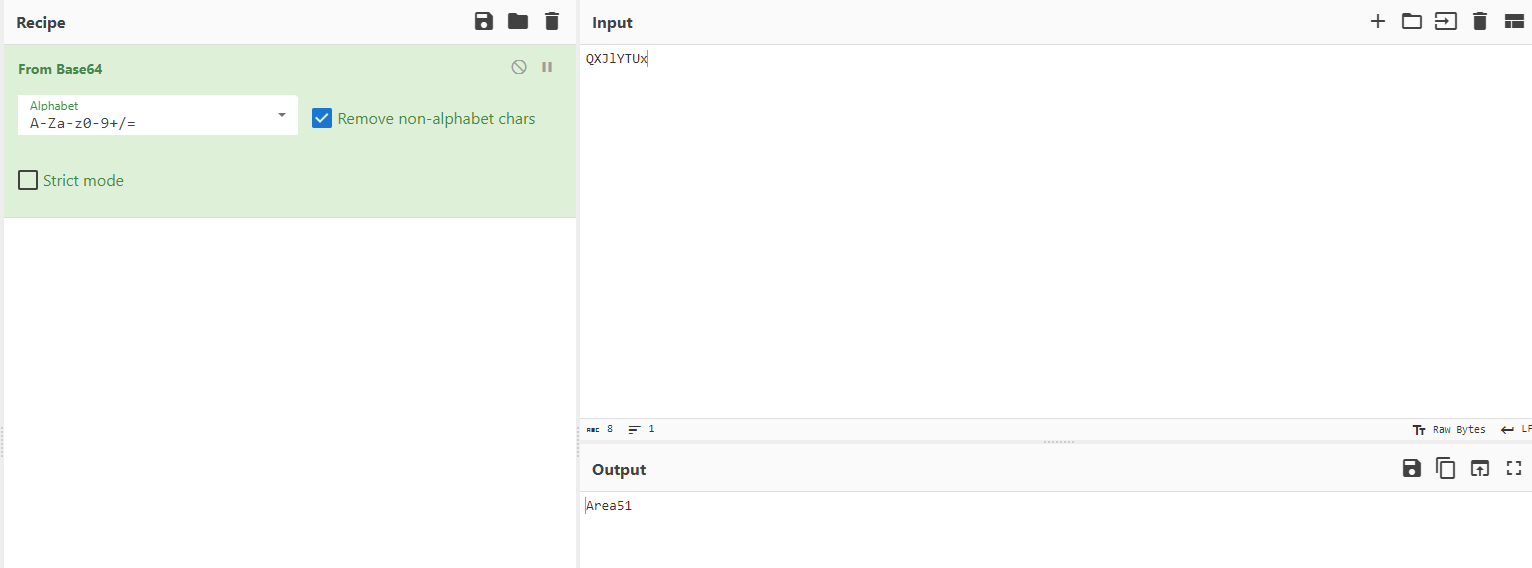 Recipe
From Base64
Alphabet
A-Za-z0-9+/=
Remove non-alphabet chars
Strict mode
Input
QXJlYTUx
ABC 8 1
Tт Raw Bytes LF
Output
Area51